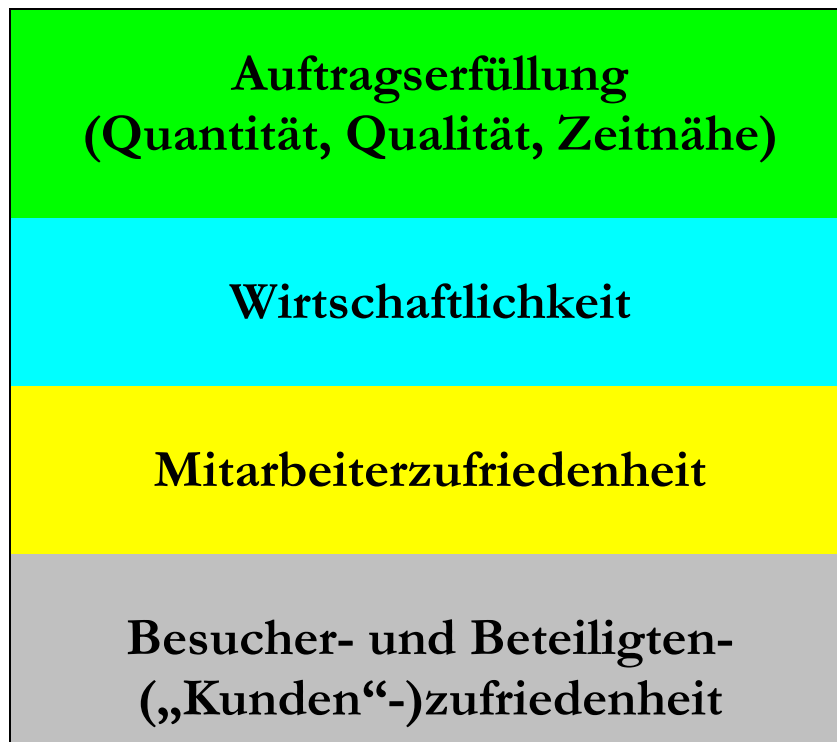 Auftragserfüllung
(Quantität, Qualität, Zeitnähe)
Wirtschaftlichkeit
Mitarbeiterzufriedenheit
Besucher- und Beteiligten-
(„Kunden“-)zufriedenheit